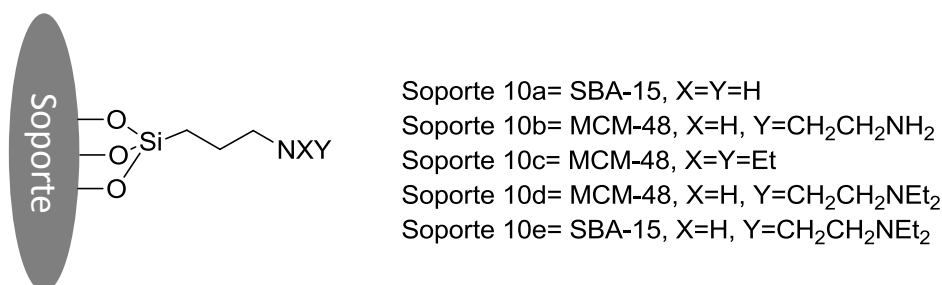 Soporte
O
O
O
Si
NXY
Soporte 10a= SBA-15, X=Y=H
Soporte 10b= MCM-48, X=H, Y=CH₂CH₂NH₂
Soporte 10c= MCM-48, X=Y=Et
Soporte 10d= MCM-48, X=H, Y=CH₂CH₂NEt₂
Soporte 10e= SBA-15, X=H, Y=CH₂CH₂NEt₂